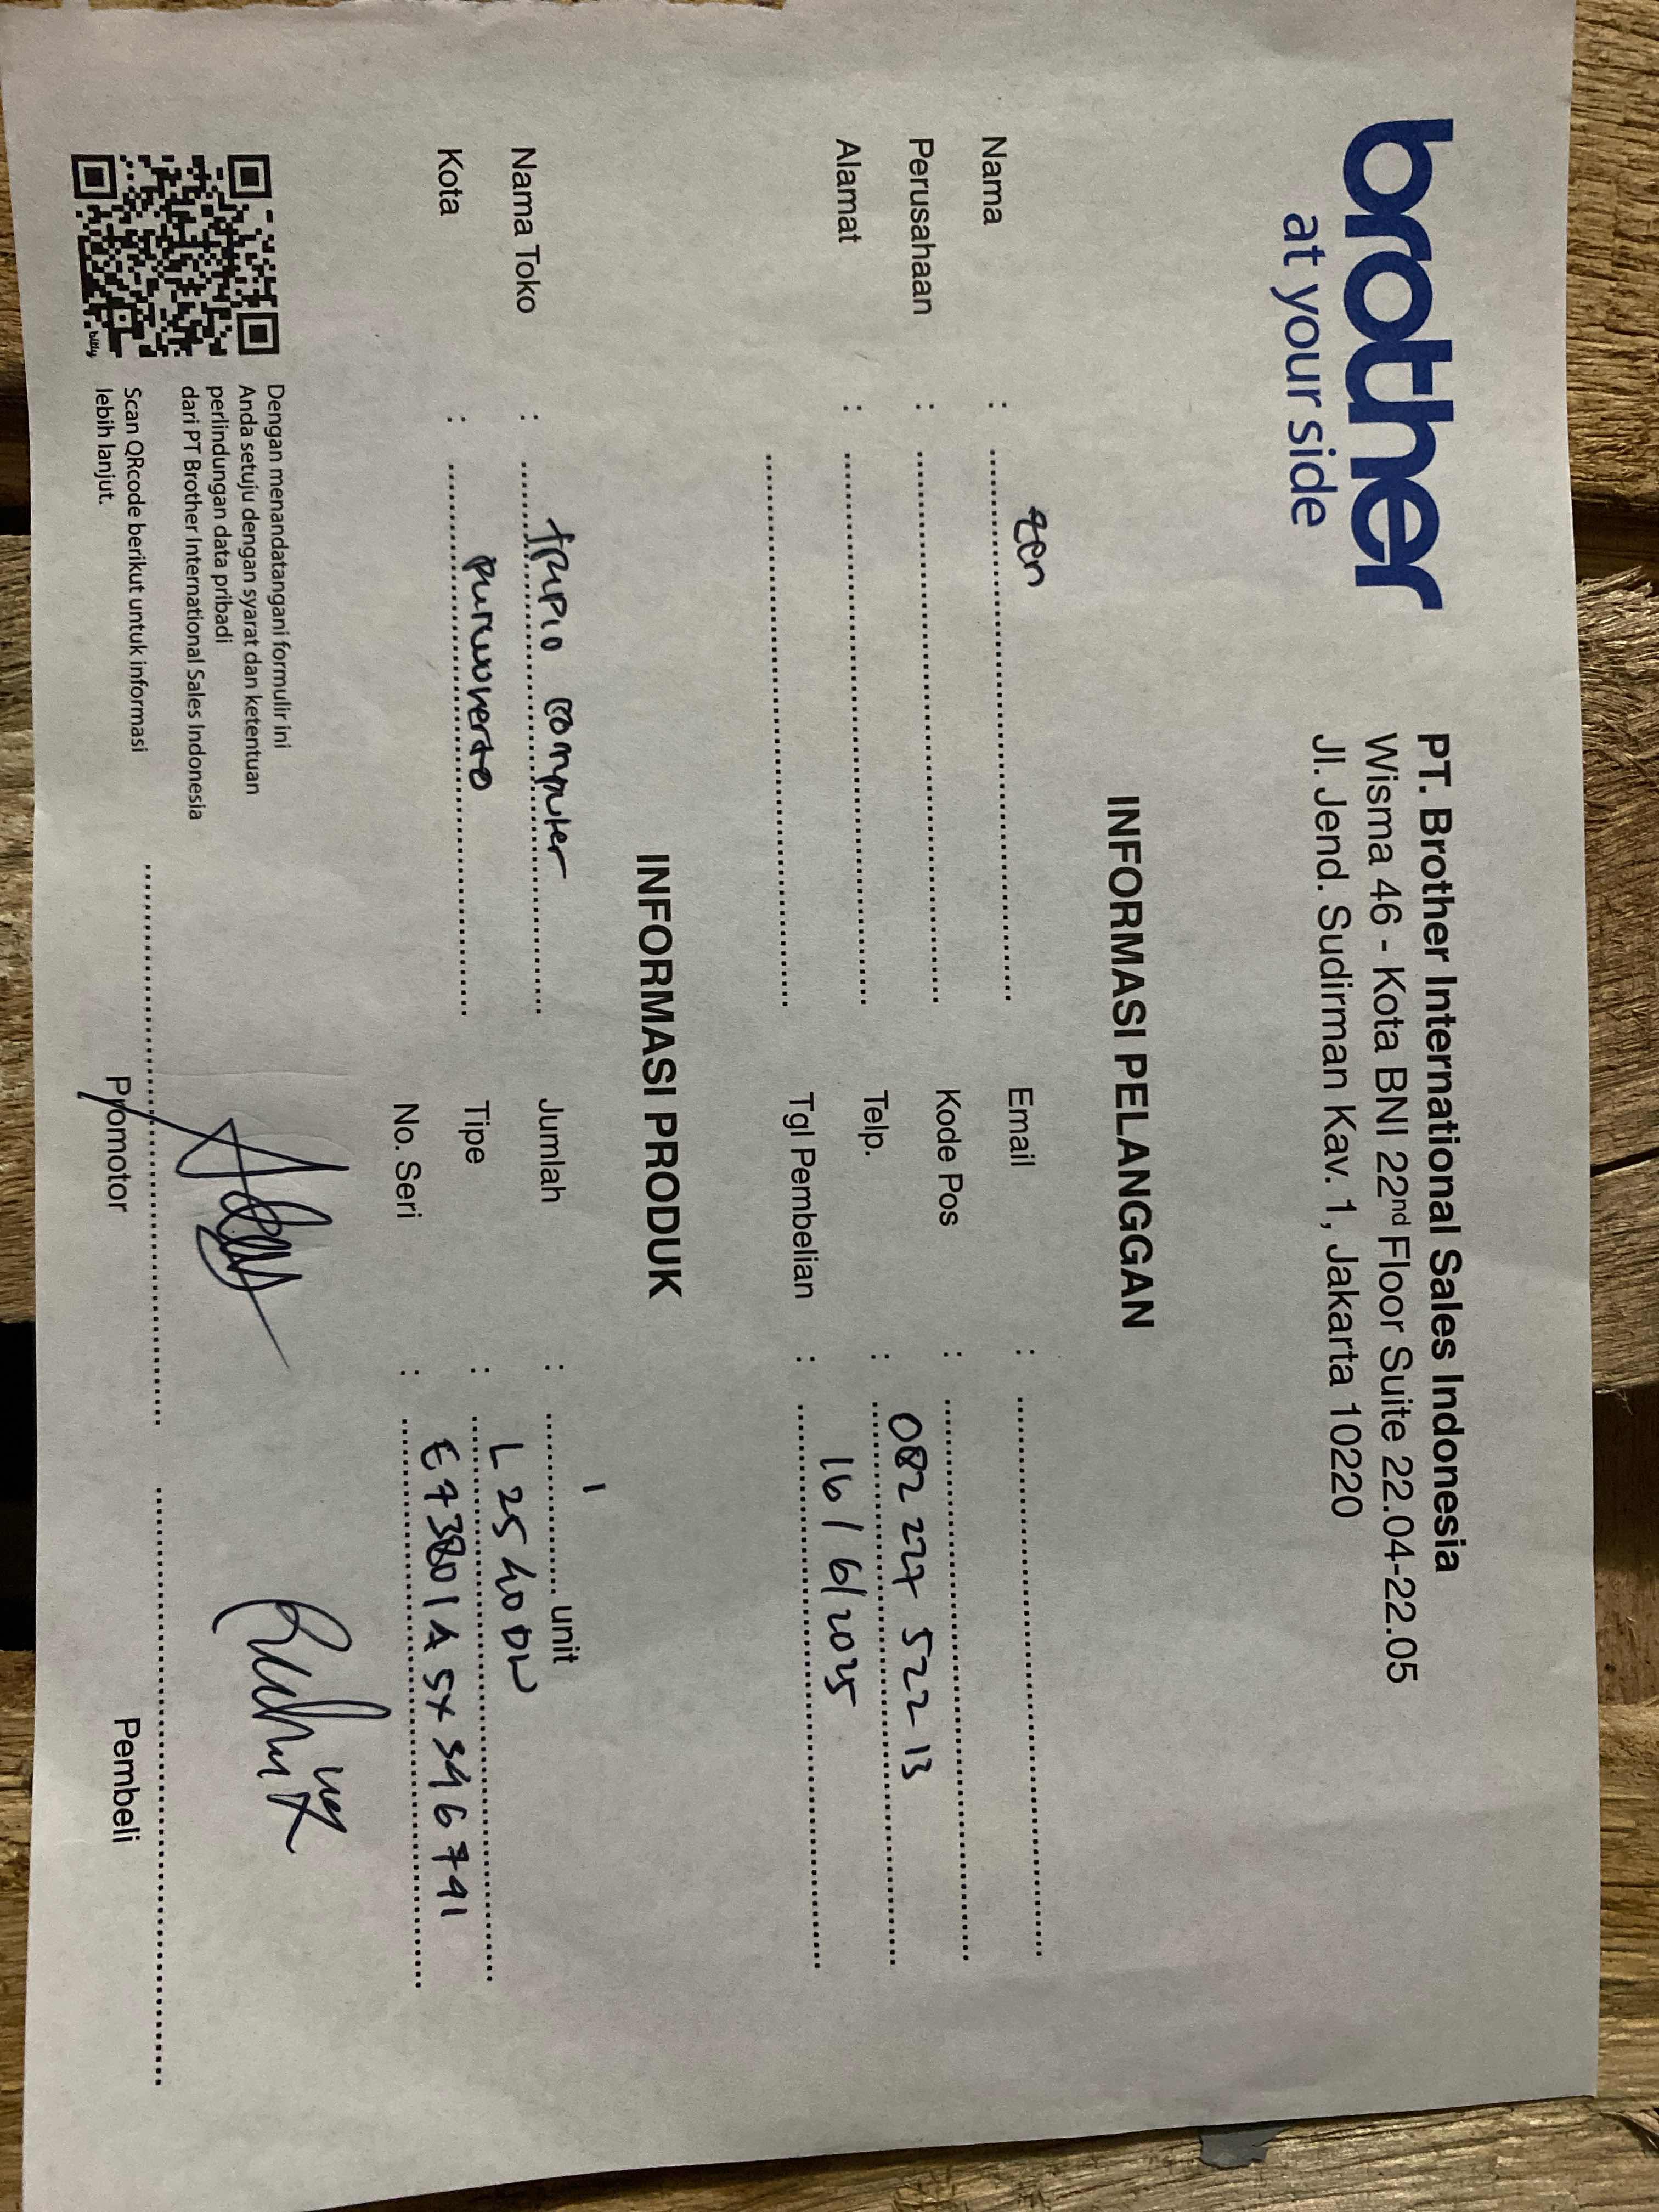 brother
at your side
PT. Brother International Sales Indonesia
Wisma 46 - Kota BNI 22nd Floor Suite 22.04-22.05
Jl. Jend. Sudirman Kav. 1, Jakarta 10220
INFORMASI PELANGGAN
Nama : zen
Email :
Perusahaan :
Kode Pos :
Alamat :
Telp. : 082 227 522 13
Tgl Pembelian : 16/6/2025
INFORMASI PRODUK
Nama Toko : computer
Jumlah : 1 unit
Kota : purwokerto
Tipe : L2540DW
No. Seri :
Dengan menandatangani formulir ini
Anda setuju dengan syarat dan ketentuan
perlindungan data pribadi
dari PT Brother International Sales Indonesia
Scan QRcode berikut untuk informasi
lebih lanjut.
bitly
Promotor
Pembeli